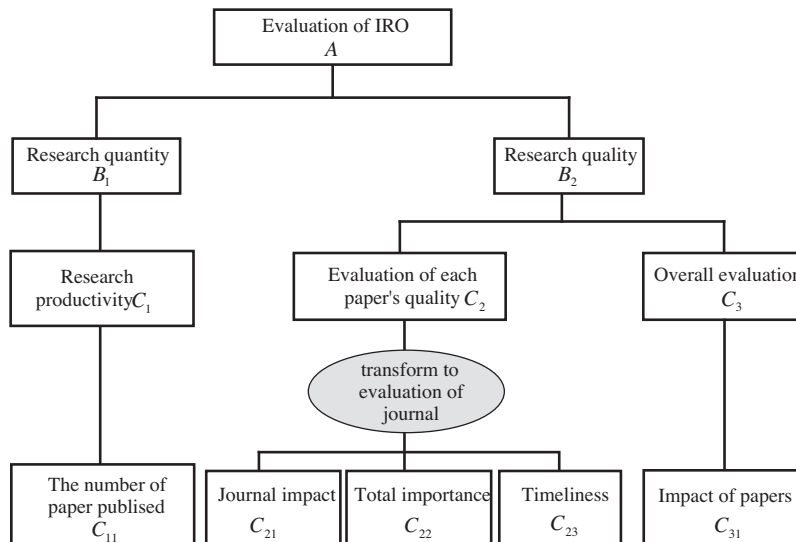 Evaluation of IRO
A
Research quantity
B₁
Research quality
B₂
Research
productivityC₁
Evaluation of each
paper's quality C₂
Overall evaluation
C₃
transform to
evaluation of
journal
The number of
paper publised
C₁₁
Journal impact
C₂₁
Total importance
C₂₂
Timeliness
C₂₃
Impact of papers
C₃₁